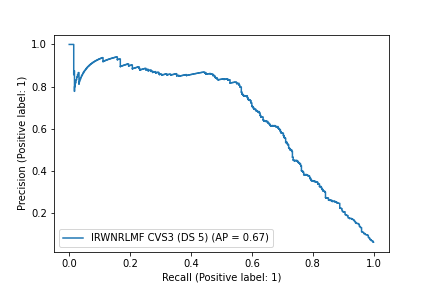 1.0
0.8
0.6
0.4
0.2
Precision (Positive label: 1)
IRWNRLMF CVS3 (DS 5) (AP = 0.67)
0.0 0.2 0.4 0.6 0.8 1.0
Recall (Positive label: 1)